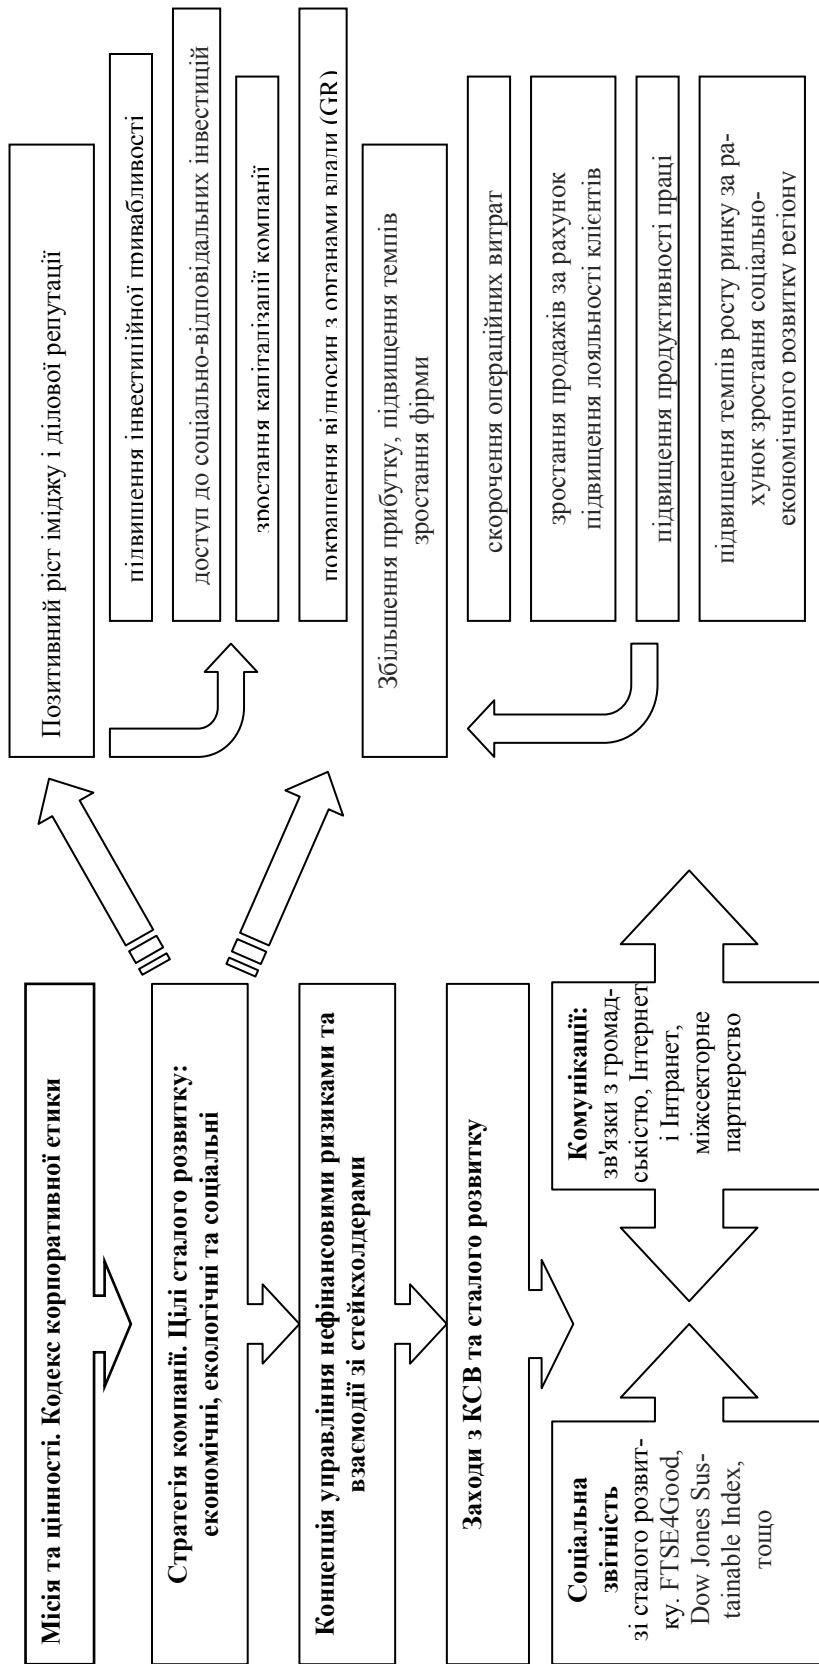 Місія та цінності. Кодекс корпоративної етики
Стратегія компанії. Цілі сталого розвитку:
економічні, екологічні та соціальні
Концепція управління нефінансовими ризиками та
взаємодії зі стейкхолдерами
Заходи з КСВ та сталого розвитку
Соціальна
звітність
зі сталого розвит-
ку. FTSE4Good,
Dow Jones Sus-
tainable Index,
тощо
Комунікації:
зв'язки з громад-
ськістю, Інтернет
і Інтранет,
міжсекторне
партнерство
Позитивний ріст іміджу і ділової репутації
підвищення інвестиційної привабливості
доступ до соціально-відповідальних інвестицій
зростання капіталізації компанії
покращення відносин з органами влади (GR)
Збільшення прибутку, підвищення темпів
зростання фірми
скорочення операційних витрат
зростання продажів за рахунок
підвищення лояльності клієнтів
підвищення продуктивності праці
підвищення темпів росту ринку за ра-
хунок зростання соціально-
економічного розвитку регіону